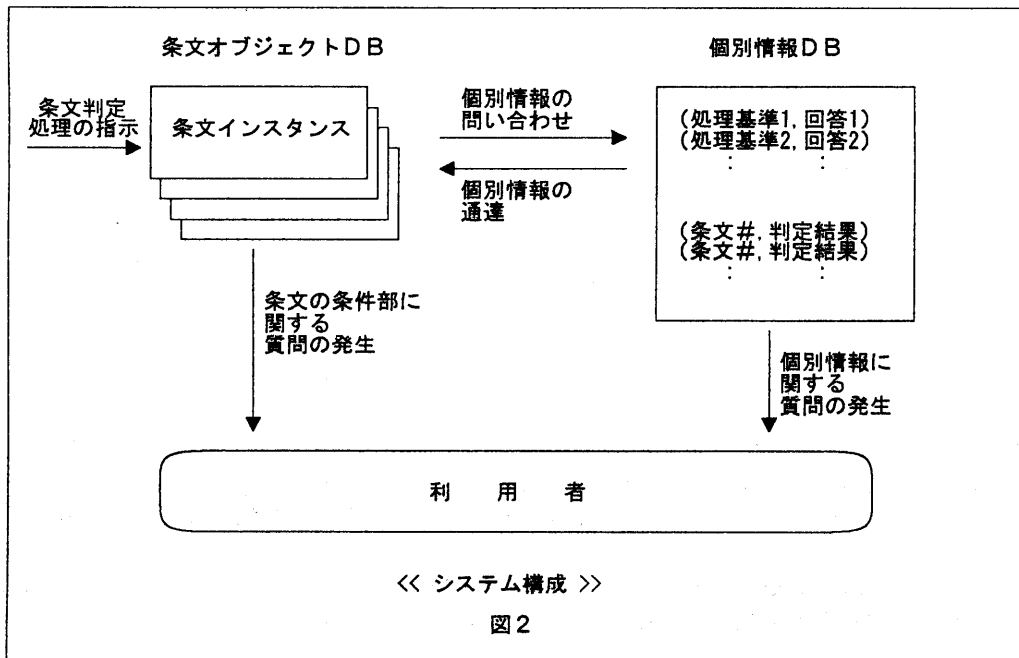 条文オブジェクトDB
個別情報DB
条文判定
処理の指示
条文インスタンス
個別情報の
問い合わせ
個別情報の
通達
(処理基準1, 回答1)
(処理基準2, 回答2)
: :
(条文#, 判定結果)
(条文#, 判定結果)
: :
条文の条件部に
関する
質問の発生
個別情報に
関する
質問の発生
利 用 者
<< システム構成 >>
図2